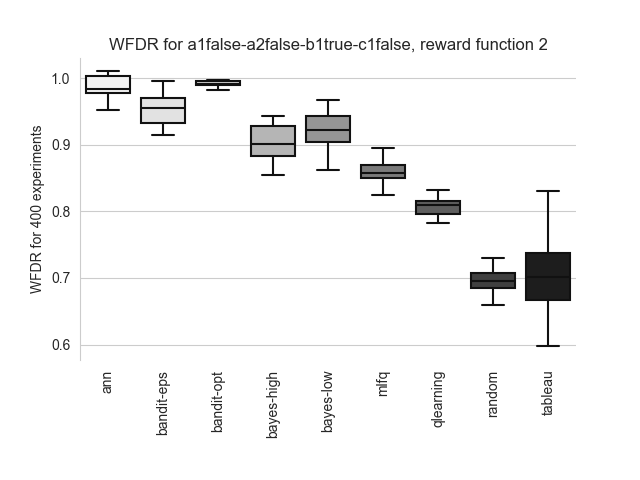 WFDR for a1false-a2false-b1true-c1false, reward function 2
WFDR for 400 experiments
1.0
0.9
0.8
0.7
0.6
ann
bandit-eps
bandit-opt
bayes-high
bayes-low
mlfq
qlearning
random
tableau